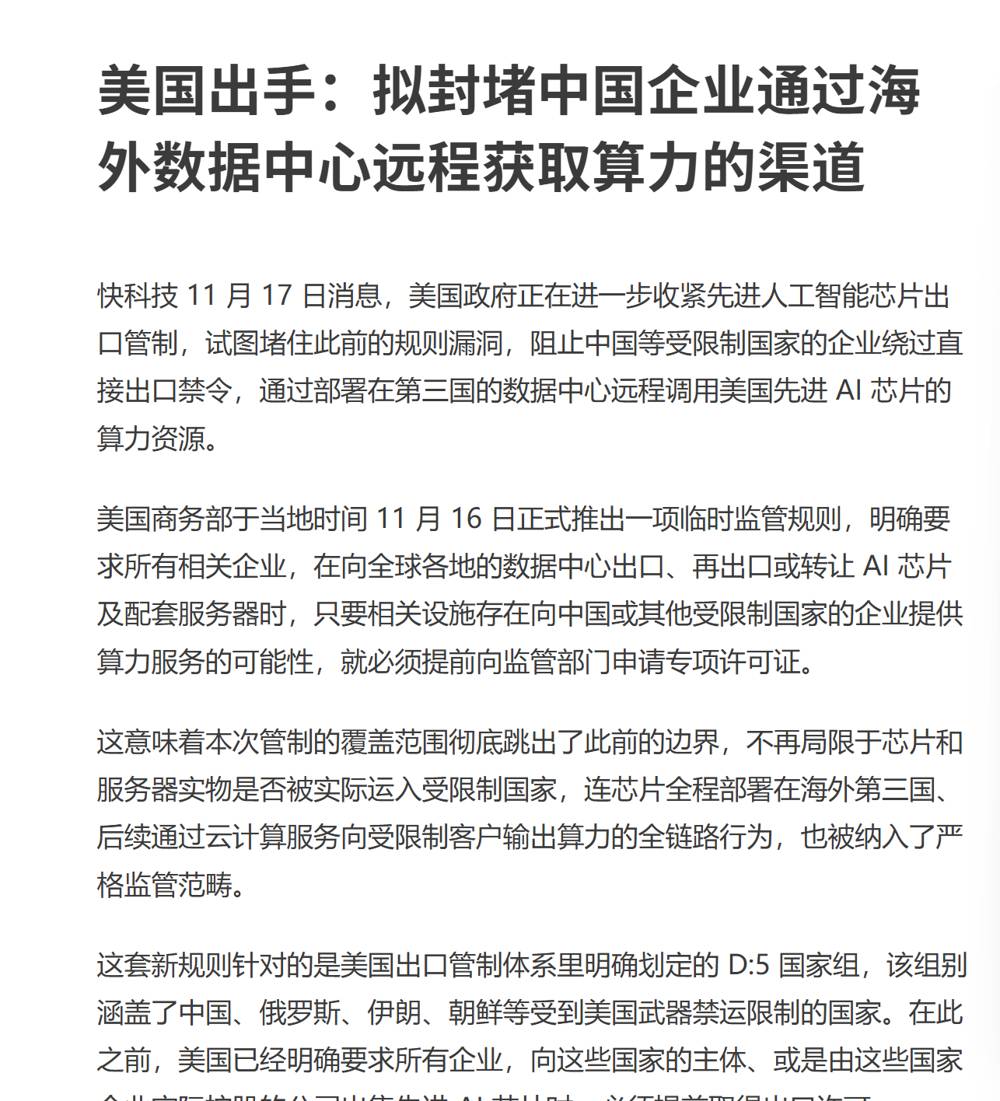 美国出手：拟封堵中国企业通过海
外数据中心远程获取算力的渠道
快科技 11 月 17 日消息，美国政府正在进一步收紧先进人工智能芯片出
口管制，试图堵住此前的规则漏洞，阻止中国等受限制国家的企业绕过直
接出口禁令，通过部署在第三国的数据中心远程调用美国先进 AI 芯片的
算力资源。
美国商务部于当地时间 11 月 16 日正式推出一项临时监管规则，明确要
求所有相关企业，在向全球各地的数据中心出口、再出口或转让 AI 芯片
及配套服务器时，只要相关设施存在向中国或其他受限制国家的企业提供
算力服务的可能性，就必须提前向监管部门申请专项许可证。
这意味着本次管制的覆盖范围彻底跳出了此前的边界，不再局限于芯片和
服务器实物是否被实际运入受限制国家，连芯片全程部署在海外第三国、
后续通过云计算服务向受限制客户输出算力的全链路行为，也被纳入了严
格监管范畴。
这套新规则针对的是美国出口管制体系里明确划定的 D:5 国家组，该组别
涵盖了中国、俄罗斯、伊朗、朝鲜等受到美国武器禁运限制的国家。在此
之前，美国已经明确要求所有企业，向这些国家的主体、或是由这些国家